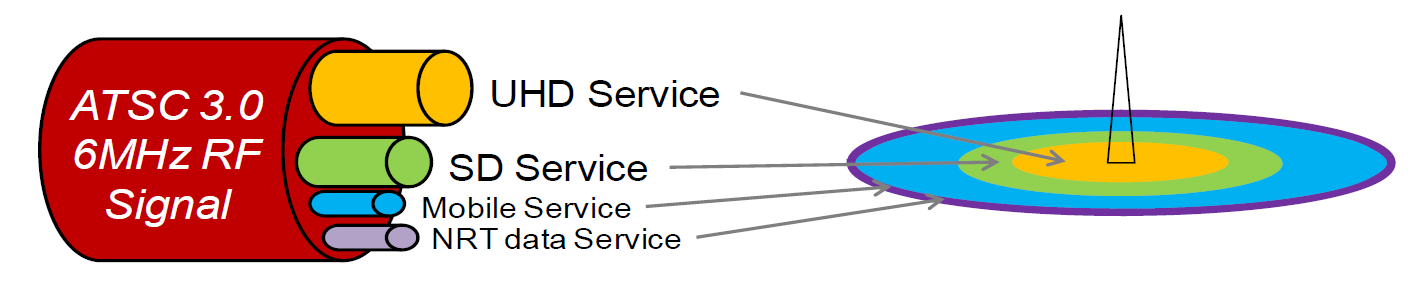 ATSC 3.0
6MHz RF
Signal
UHD Service
SD Service
Mobile Service
NRT data Service